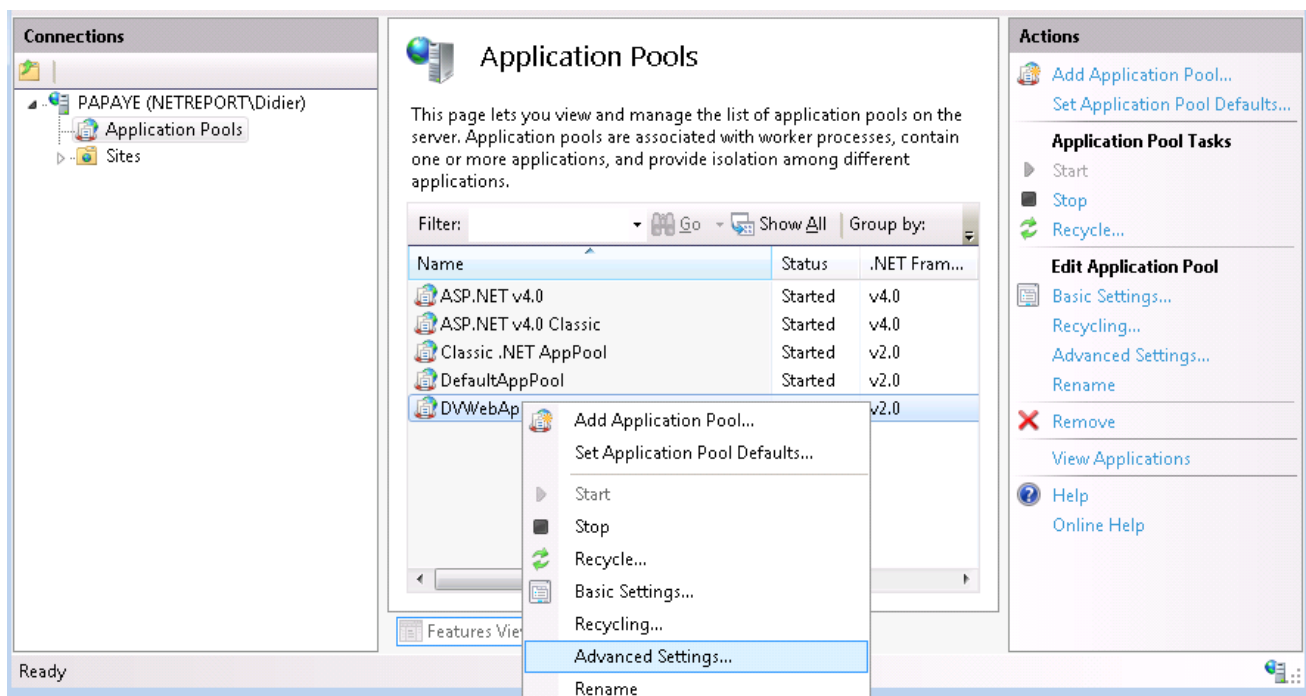 Connections
PAPAYE (NETREPORT\Didier)
Application Pools
Sites
Application Pools
This page lets you view and manage the list of application pools on the
server. Application pools are associated with worker processes, contain
one or more applications, and provide isolation among different
applications.
Filter: Go Show All Group by:
Name Status .NET Fram...
ASP.NET v4.0 Started v4.0
ASP.NET v4.0 Classic Started v4.0
Classic .NET AppPool Started v2.0
DefaultAppPool Started v2.0
DVWebAp v2.0
Add Application Pool...
Set Application Pool Defaults...
Start
Stop
Recycle...
Basic Settings...
Recycling...
Advanced Settings...
Rename
Features Vie
Actions
Add Application Pool...
Set Application Pool Defaults...
Application Pool Tasks
Start
Stop
Recycle...
Edit Application Pool
Basic Settings...
Recycling...
Advanced Settings...
Rename
Remove
View Applications
Help
Online Help
Ready